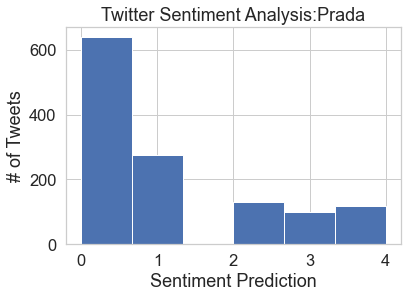 Twitter Sentiment Analysis:Prada
# of Tweets
600
400
200
0
0 1 2 3 4
Sentiment Prediction